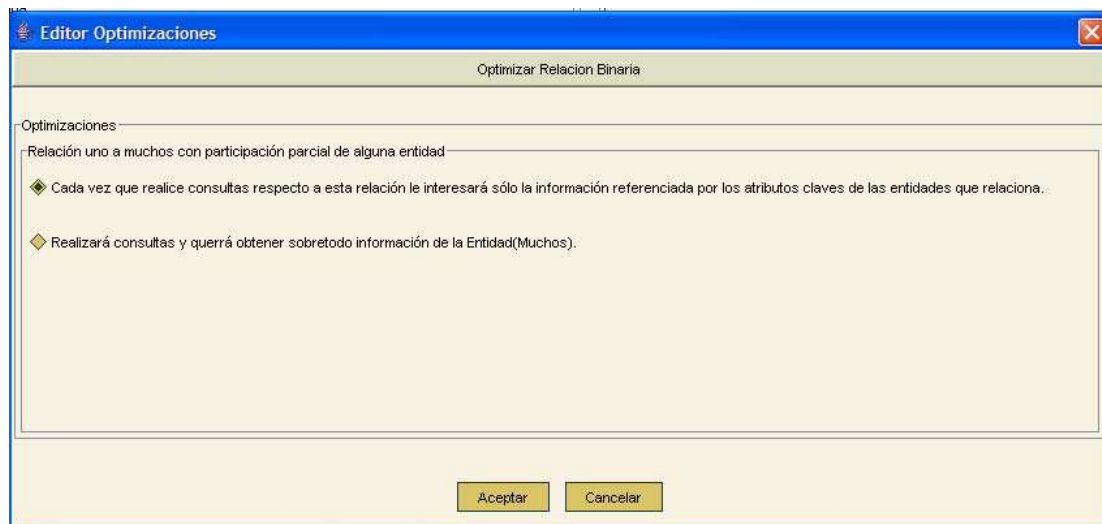 Editor Optimizaciones
Optimizar Relacion Binaria
Optimizaciones
Relación uno a muchos con participación parcial de alguna entidad
Cada vez que realice consultas respecto a esta relación le interesará sólo la información referenciada por los atributos claves de las entidades que relaciona.
Realizará consultas y querrá obtener sobretodo información de la Entidad(Muchos).
Aceptar
Cancelar